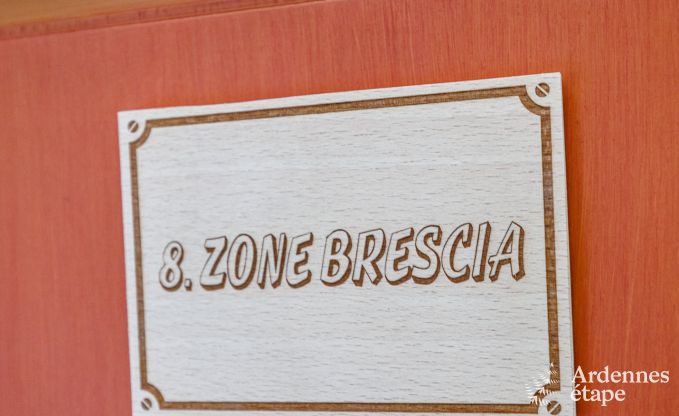 8. ZONE BRESCIA
Ardennes
étape